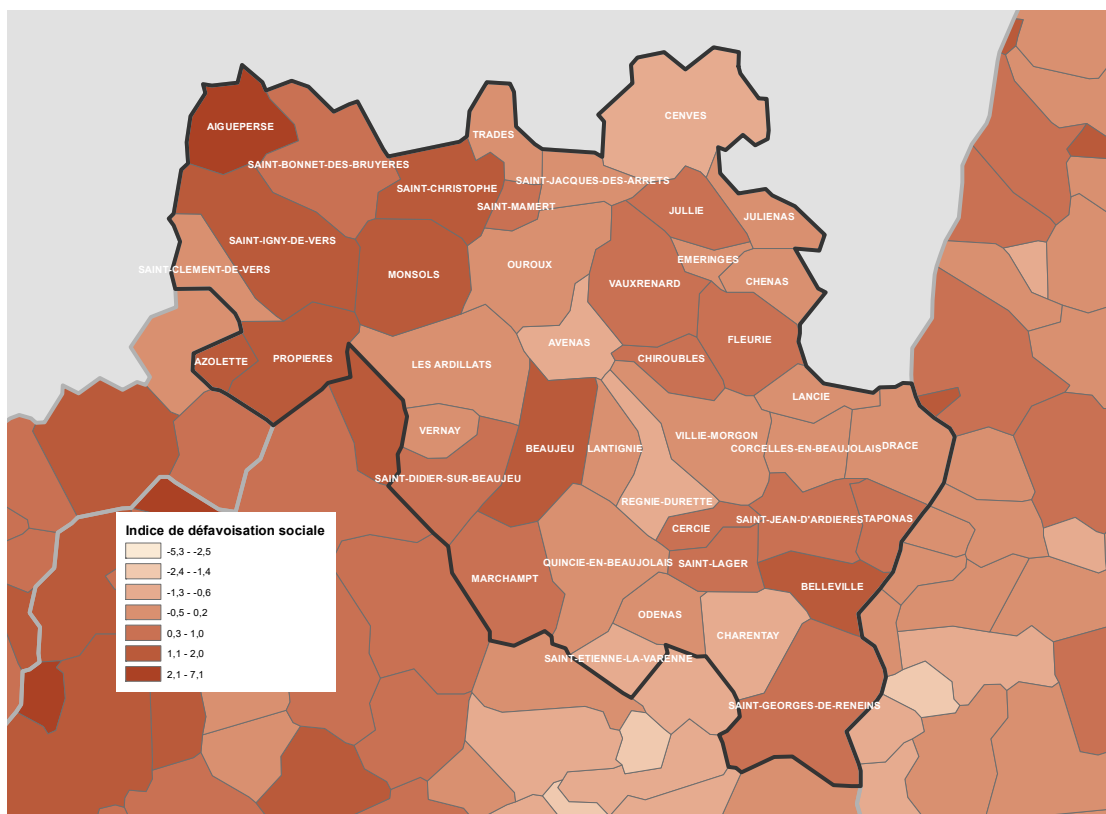 CENVES
AIGUEPERSE
TRADES
SAINT-BONNET-DES-BRUYERES
SAINT-JACQUES-DES-ARRETS
SAINT-CHRISTOPHE
SAINT-MAMERT
JULLIE
JULIENAS
SAINT-IGNY-DE-VERS
EMERINGES
OUROUX
SAINT-CLEMENT-DE-VERS
MONSOLS
CHENAS
VAUXRENARD
FLEURIE
AVENAS
PROPIERES
CHIROUBLES
AZOLETTE
LES ARDILLATS
LANCIE
VERNAY
VILLIE-MORGON
DRACE
BEAUJEU
LANTIGNIE
CORCELLES-EN-BEAUJOLAIS
SAINT-DIDIER-SUR-BEAUJEU
REGNIE-DURETTE
SAINT-JEAN-D'ARDIERES
TAPONAS
CERCIE
QUINCIE-EN-BEAUJOLAIS
SAINT-LAGER
MARCHAMPT
BELLEVILLE
ODENAS
CHARENTAY
SAINT-ETIENNE-LA-VARENNE
SAINT-GEORGES-DE-RENEINS
Indice de défavoisation sociale
-5,3 - -2,5
-2,4 - -1,4
-1,3 - -0,6
-0,5 - 0,2
0,3 - 1,0
1,1 - 2,0
2,1 - 7,1